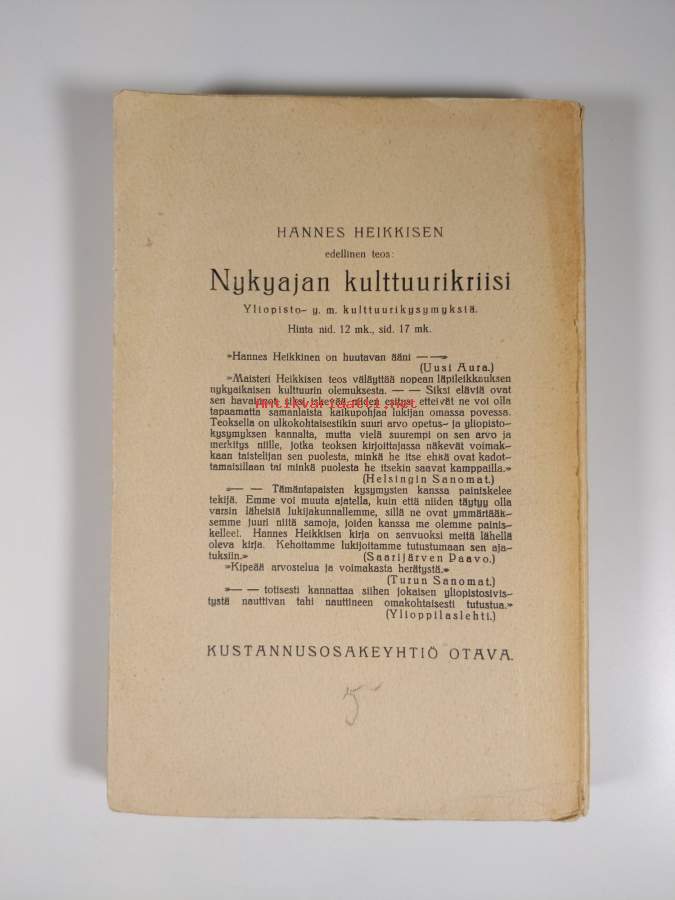 HANNES HEIKKISEN
edellinen teos:
Nykyajan kulttuurikriisi
Yliopisto- y. m. kulttuurikysymyksiä.
Hinta nid. 12 mk., sid. 17 mk.
»Hannes Heikkinen on huutavan ääni — —»
(Uusi Aura.)
»Maisteri Heikkisen teos väläyttää nopean läpileikkauksen
nykyaikaisen kulttuurin olemuksesta. — — Siksi eläviä ovat
sen havainnot, siksi iskevää niiden esitys, etteivät ne voi olla
Antikvariaatti.net
tapaamatta samanlaista kaikupohjaa lukijan omassa povessa.
Teoksella on ulkokohtaisestikin suuri arvo opetus- ja yliopisto-
kysymyksen kannalta, mutta vielä suurempi on sen arvo ja
merkitys niille, jotka teoksen kirjoittajassa näkevät voimak-
kaan taistelijan sen puolesta, minkä he itse ehkä ovat kadot-
tamaisillaan tai minkä puolesta he itsekin saavat kamppailla.»
(Helsingin Sanomat.)
»— — Tämäntapaisten kysymysten kanssa painiskelee
tekijä. Emme voi muuta ajatella, kuin että niiden täytyy olla
varsin läheisiä lukijakunnallemme, sillä ne ovat ymmärtääk-
semme juuri niitä samoja, joiden kanssa me olemme painis-
kelleet. Hannes Heikkisen kirja on senvuoksi meitä lähellä
oleva kirja. Kehoitamme lukijoitamme tutustumaan sen aja-
tuksiin.» (Saarijärven Paavo.)
»Kipeää arvostelua ja voimakasta herätystä.»
(Turun Sanomat.)
»— — totisesti kannattaa siihen jokaisen yliopistosivis-
tystä nauttivan tahi nauttineen omakohtaisesti tutustua.»
(Ylioppilaslehti.)
KUSTANNUSOSAKEYHTIÖ OTAVA.
5